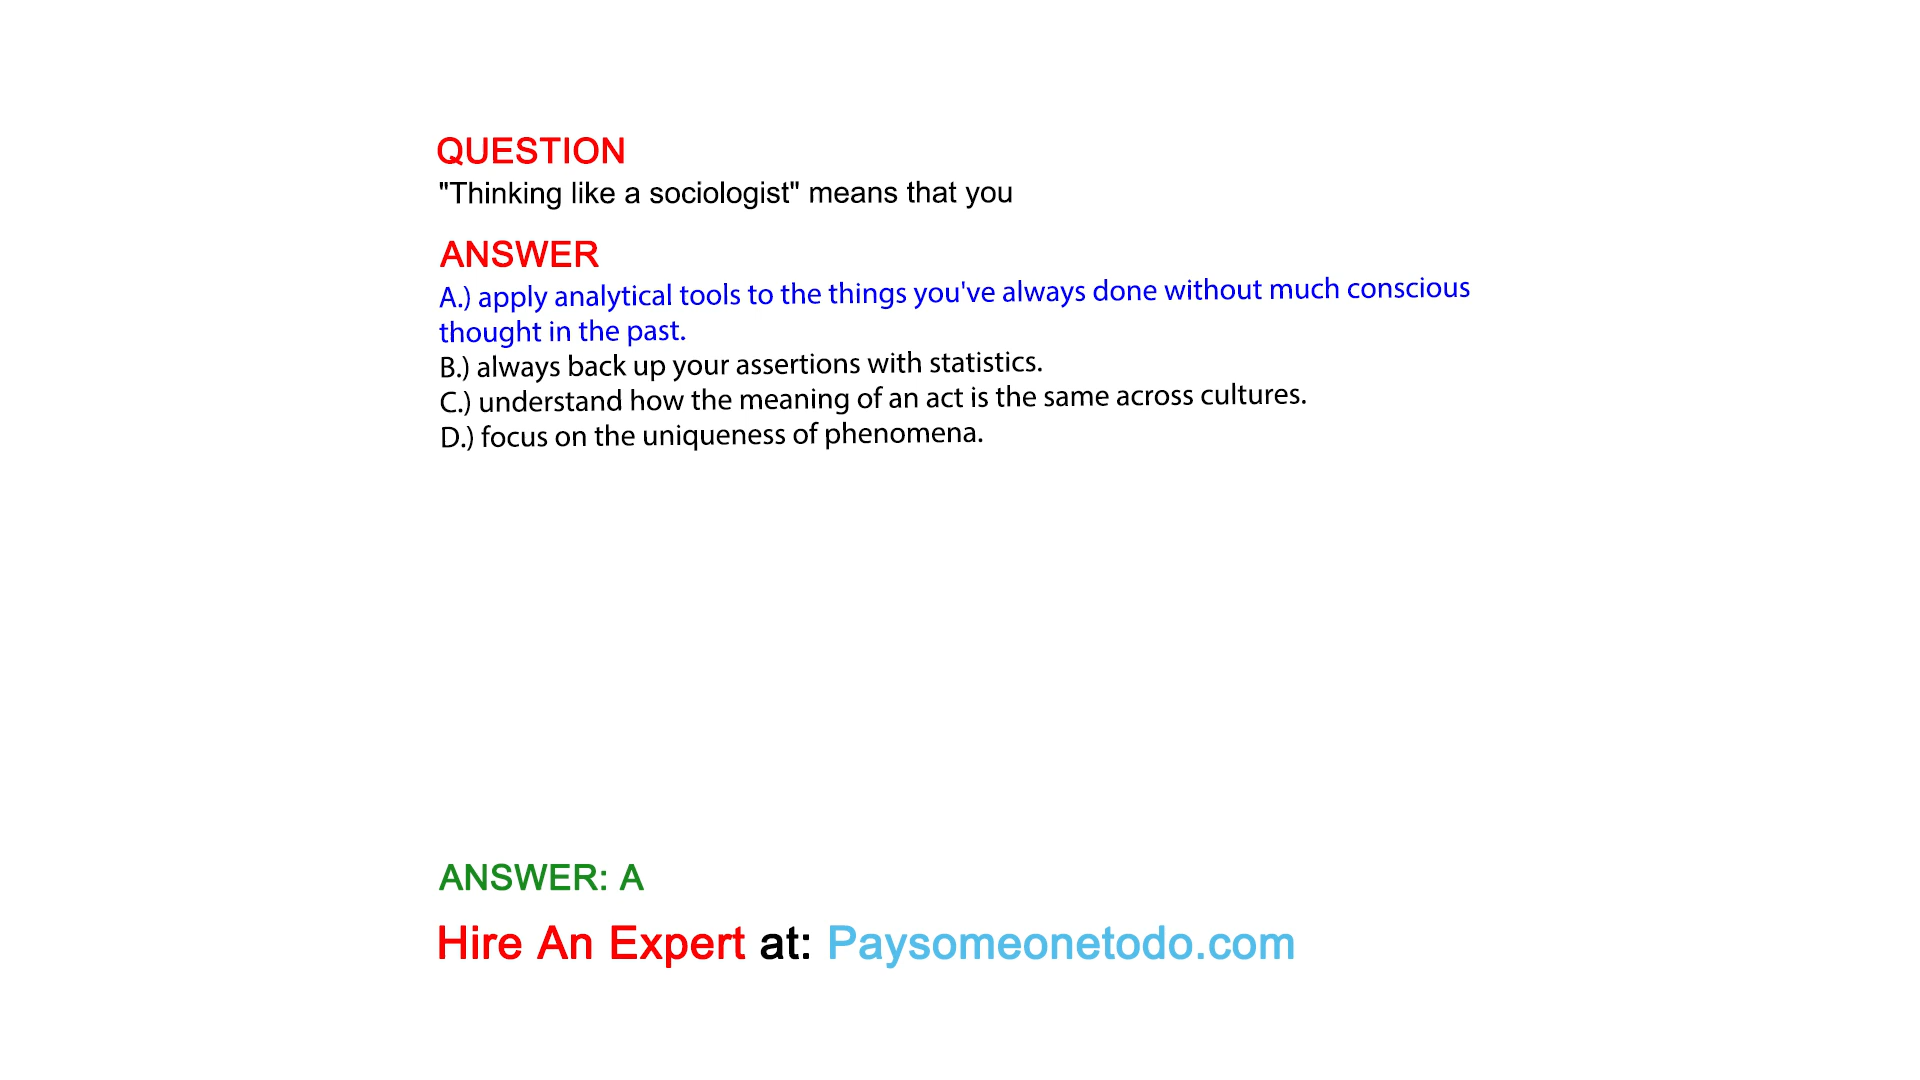 QUESTION
"Thinking like a sociologist" means that you
ANSWER
A.) apply analytical tools to the things you've always done without much conscious
thought in the past.
B.) always back up your assertions with statistics.
C.) understand how the meaning of an act is the same across cultures.
D.) focus on the uniqueness of phenomena.
ANSWER: A
Hire An Expert at: Paysomeonetodo.com